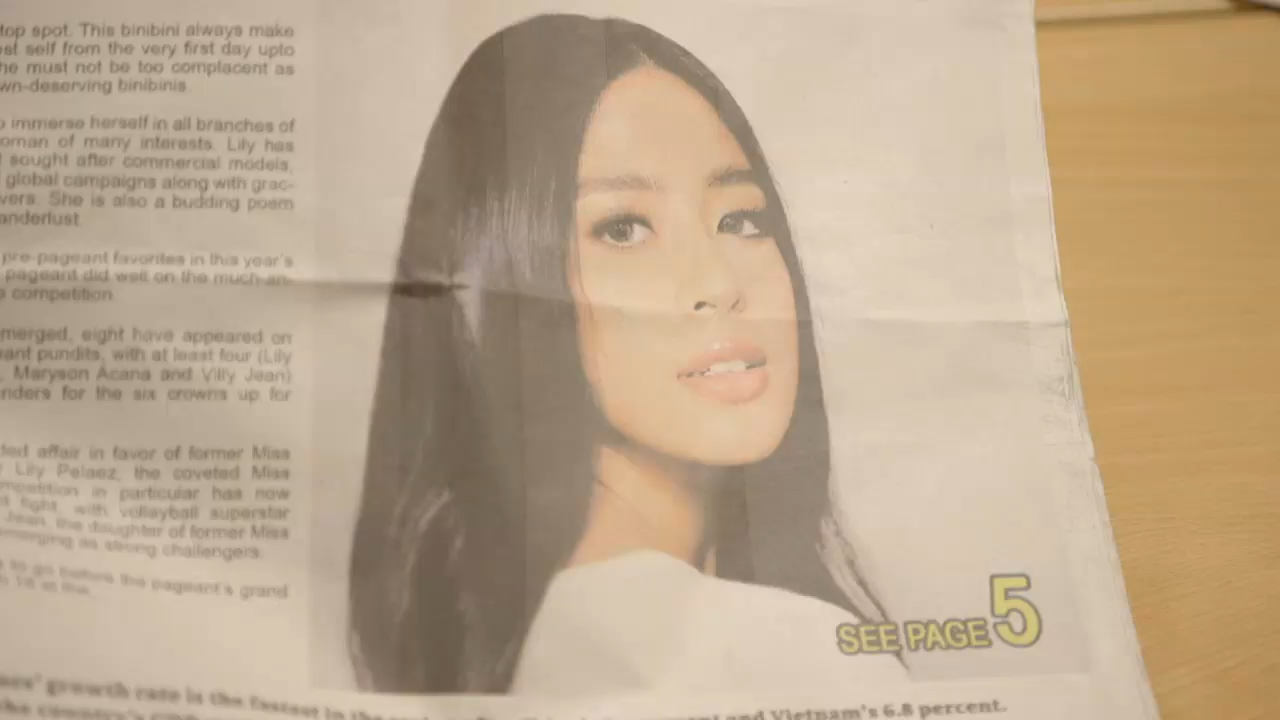 top spot. This binibini always make
self from the very first day upto
he must not be too complacent as
deserving binibinis.
immerse herself in all branches of
oman of many interests. Lily has
sought after commercial models,
global campaigns along with grac-
vers. She is also a budding poem
anderlust.
pre-pageant favorites in this year's
pageant did well on the much-an-
competition.
merged, eight have appeared on
ant pundits, with at least four (Lily
Maryson Acana and Villy Jean)
nders for the six crowns up for
ted affair in favor of former Miss
Lily Pelaez, the coveted Miss
mpetition in particular has now
fight, with volleyball superstar
Jean, the daughter of former Miss
emerging as strong challengers.
to go before the pageant's grand
SEE PAGE 5
growth rate is the fastest in the
and Vietnam's 6.8 percent.
the country's